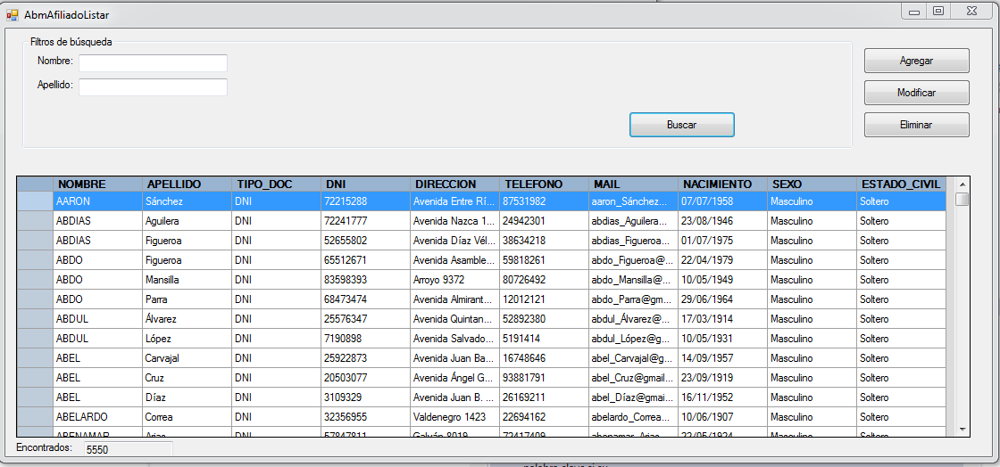 AbmAfiliadoListar
Filtros de búsqueda
Nombre:
Apellido:
Buscar
Agregar
Modificar
Eliminar
NOMBRE APELLIDO TIPO_DOC DNI DIRECCION TELEFONO MAIL NACIMIENTO SEXO ESTADO_CIVIL
AARON Sánchez DNI 72215288 Avenida Entre Rí... 87531982 aaron_Sánchez... 07/07/1958 Masculino Soltero
ABDIAS Aguilera DNI 72241777 Avenida Nazca 1... 24942301 abdias_Aguilera... 23/08/1946 Masculino Soltero
ABDIAS Figueroa DNI 52655802 Avenida Díaz Vél... 38634218 abdias_Figueroa... 01/07/1975 Masculino Soltero
ABDO Figueroa DNI 65512671 Avenida Asamble... 59818261 abdo_Figueroa@... 22/04/1979 Masculino Soltero
ABDO Mansilla DNI 83598393 Arroyo 9372 80726492 abdo_Mansilla@... 10/05/1949 Masculino Soltero
ABDO Parra DNI 68473474 Avenida Almirant... 12012121 abdo_Parra@gm... 29/06/1964 Masculino Soltero
ABDUL Álvarez DNI 25576347 Avenida Quintan... 52892380 abdul_Álvarez@... 17/03/1914 Masculino Soltero
ABDUL López DNI 7190898 Avenida Salvado... 5191414 abdul_López@g... 10/05/1931 Masculino Soltero
ABEL Carvajal DNI 25922873 Avenida Juan Ba... 16748646 abel_Carvajal@g... 14/09/1957 Masculino Soltero
ABEL Cruz DNI 20503077 Avenida Ángel G... 93881791 abel_Cruz@gmail... 23/09/1919 Masculino Soltero
ABEL Díaz DNI 3109329 Avenida Juan B. ... 26169211 abel_Díaz@gmai... 16/11/1952 Masculino Soltero
ABELARDO Correa DNI 32356955 Valdenegro 1423 22694162 abelardo_Correa... 10/06/1907 Masculino Soltero
ABENAMAR Arias DNI 57847811 Galván 8019 72417409 abenamar_Arias... 22/05/1924 Masculino Soltero
Encontrados: 5550